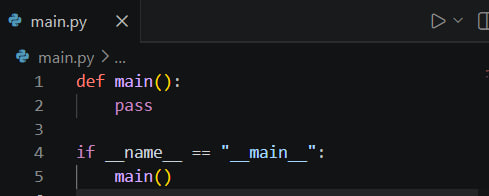 main.py
main.py > ...
1 def main():
2     pass
3
4 if __name__ == "__main__":
5     main()